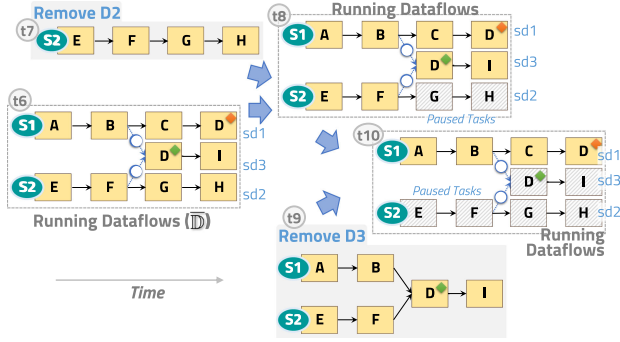 t7
Remove D2
S2 E F G H
t6
S1 A B C D
sd1
D I
sd3
S2 E F G H
sd2
Running Dataflows (𝔻)
Time
t8
Running Dataflows
S1 A B C D
sd1
D I
sd3
S2 E F G H
sd2
Paused Tasks
t10
S1 A B C D
sd1
D I
sd3
Paused Tasks
S2 E F G H
sd2
Running
Dataflows
t9
Remove D3
S1 A B
D I
S2 E F